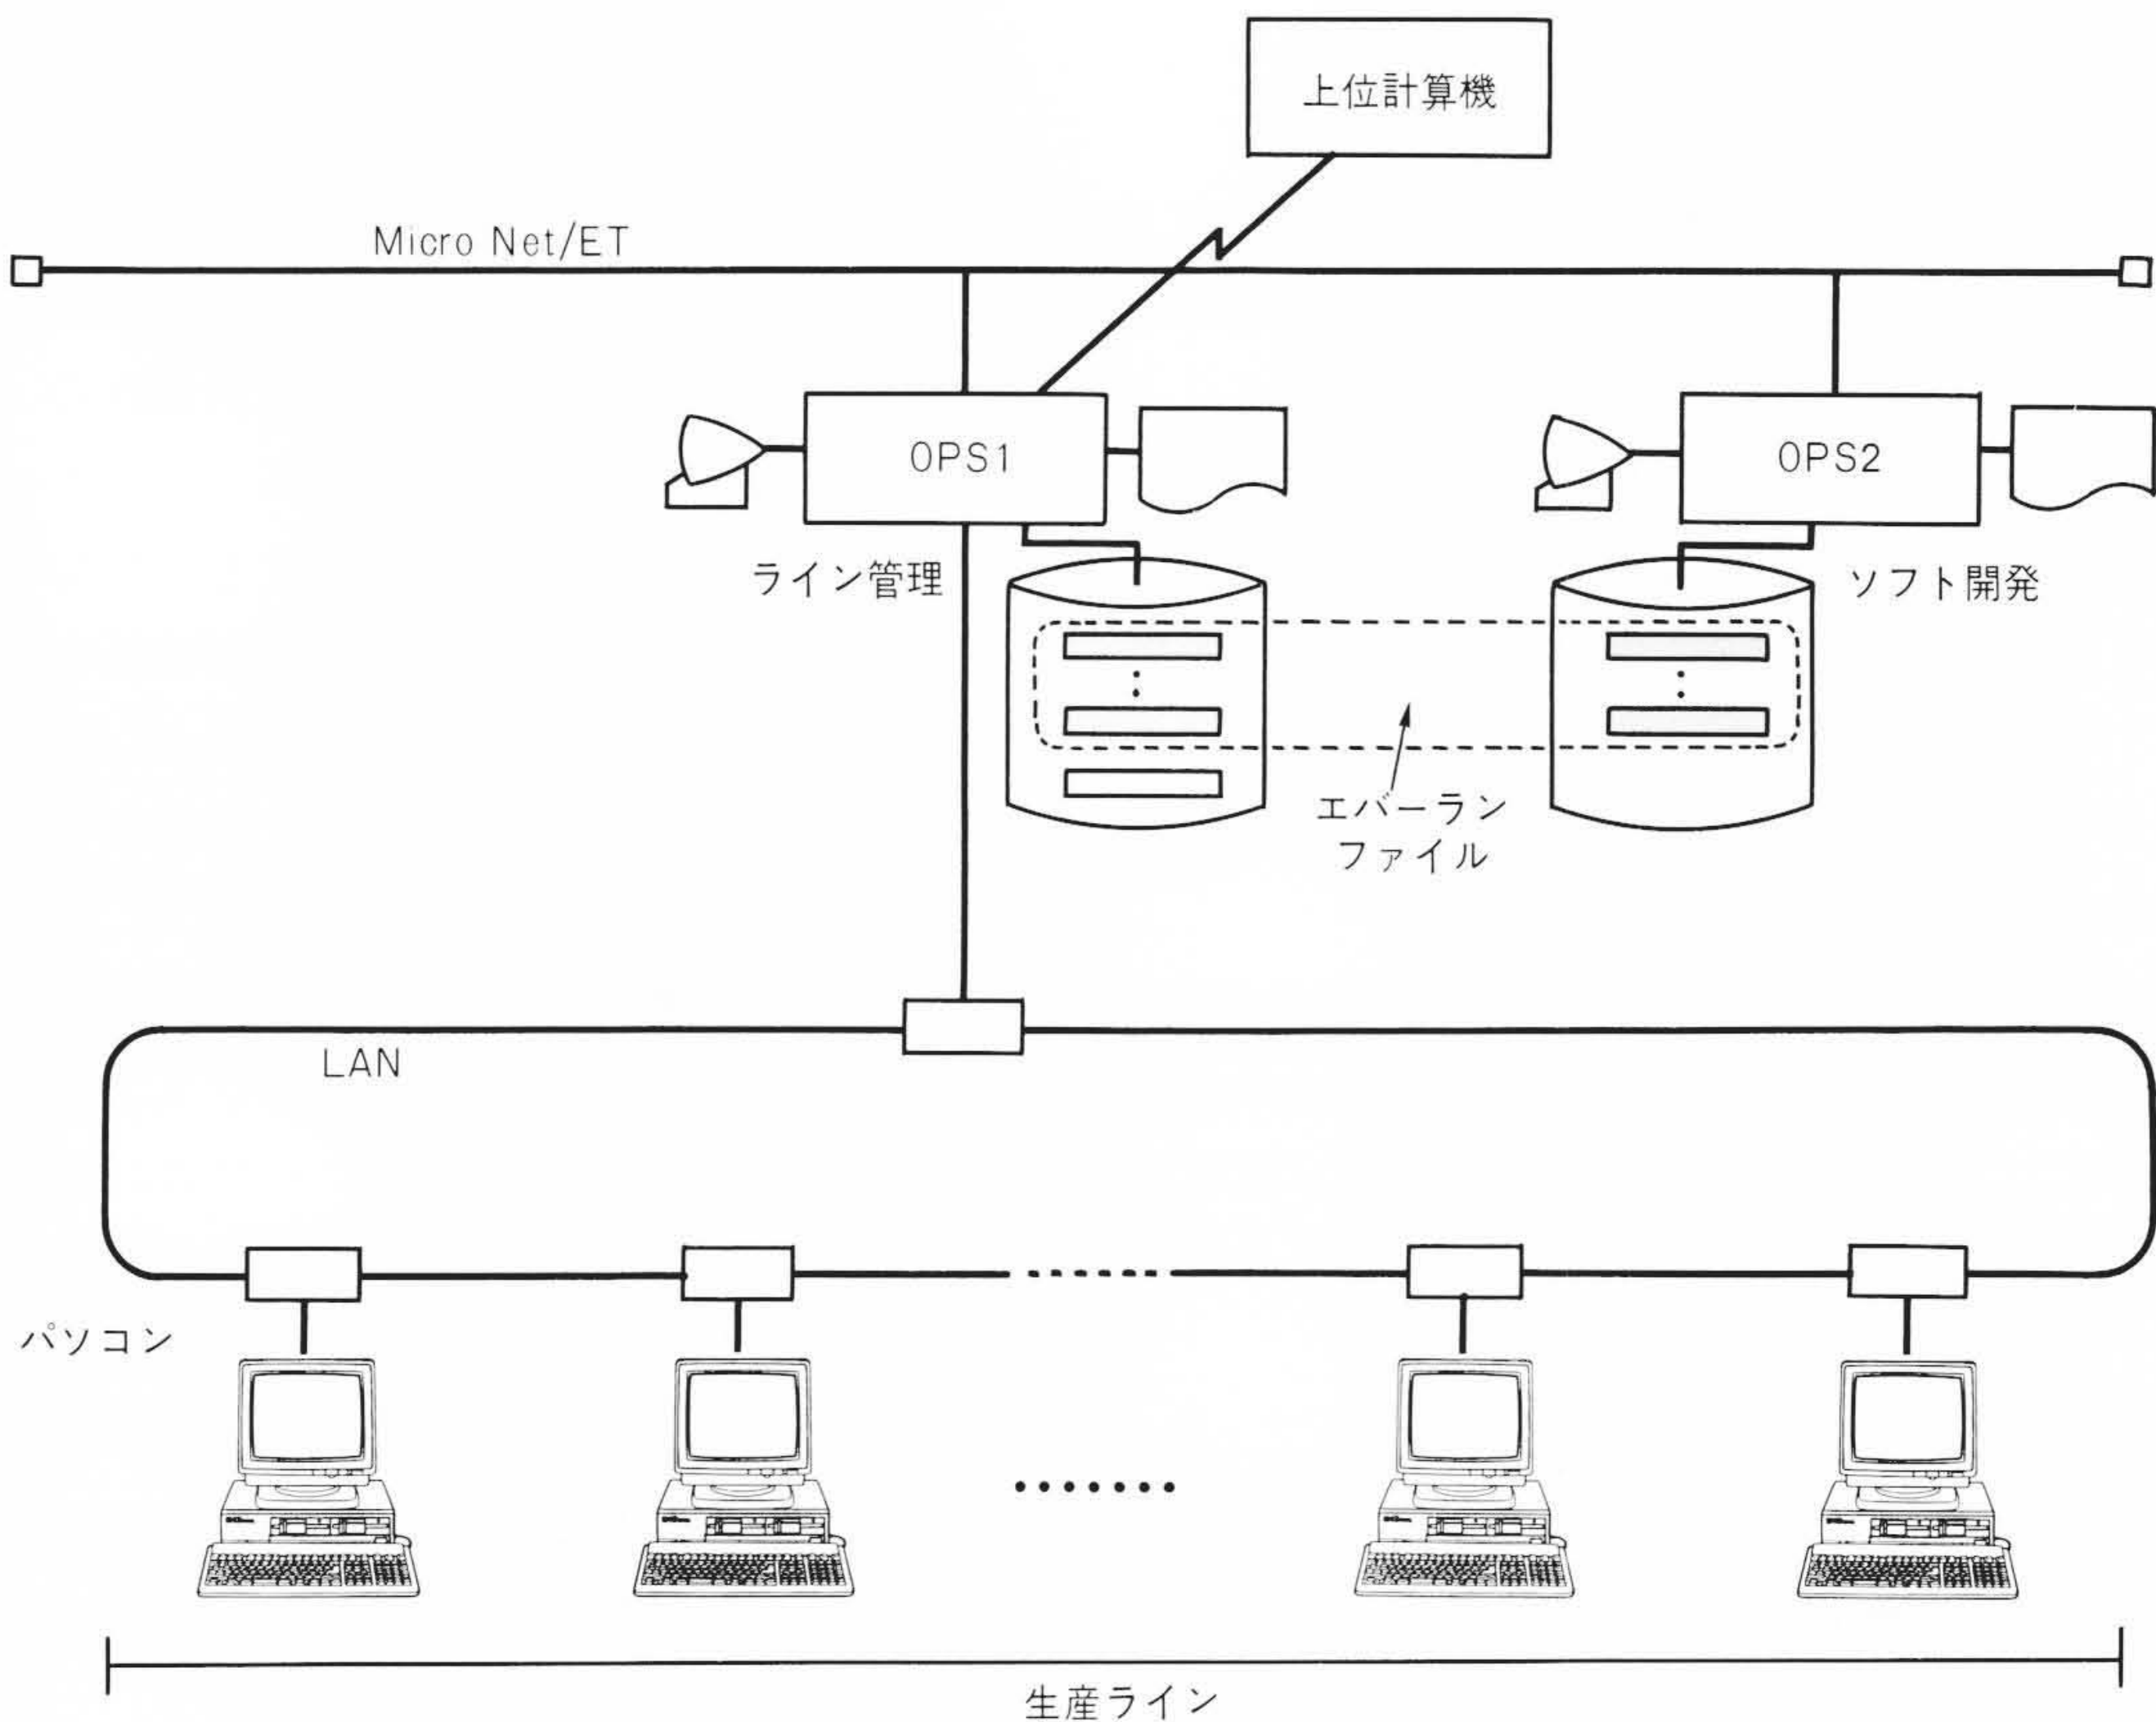 上位計算機
Micro Net/ET
OPS1
OPS2
ライン管理
ソフト開発
エバーラン
ファイル
LAN
パソコン
生産ライン